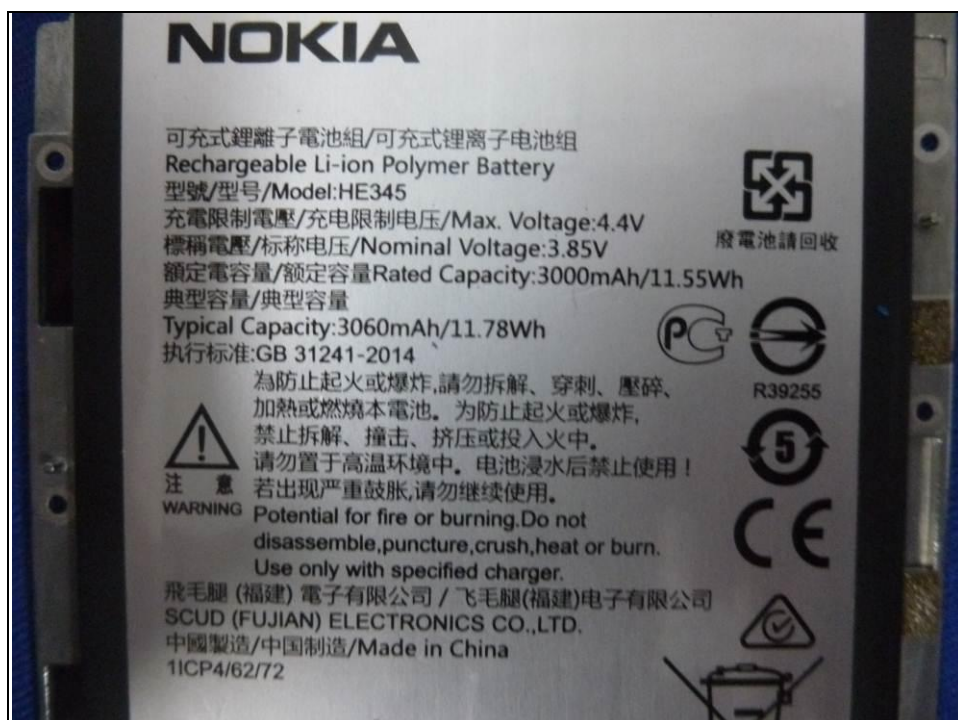 NOKIA
可充式鋰離子電池組/可充式锂离子电池组
Rechargeable Li-ion Polymer Battery
型號/型号/Model:HE345
充電限制電壓/充电限制电压/Max. Voltage:4.4V
標稱電壓/标称电压/Nominal Voltage:3.85V
額定電容量/额定容量Rated Capacity:3000mAh/11.55Wh
典型容量/典型容量
Typical Capacity:3060mAh/11.78Wh
执行标准:GB 31241-2014
廢電池請回收
PG
R39255
5
CE
為防止起火或爆炸,請勿拆解、穿刺、壓碎、
加熱或燃燒本電池。为防止起火或爆炸,
禁止拆解、撞击、挤压或投入火中。
请勿置于高温环境中。电池浸水后禁止使用!
若出现严重鼓胀,请勿继续使用。
注 意
WARNING
Potential for fire or burning.Do not
disassemble,puncture,crush,heat or burn.
Use only with specified charger.
飛毛腿 (福建) 電子有限公司 / 飞毛腿(福建)电子有限公司
SCUD (FUJIAN) ELECTRONICS CO.,LTD.
中國製造/中国制造/Made in China
1ICP4/62/72